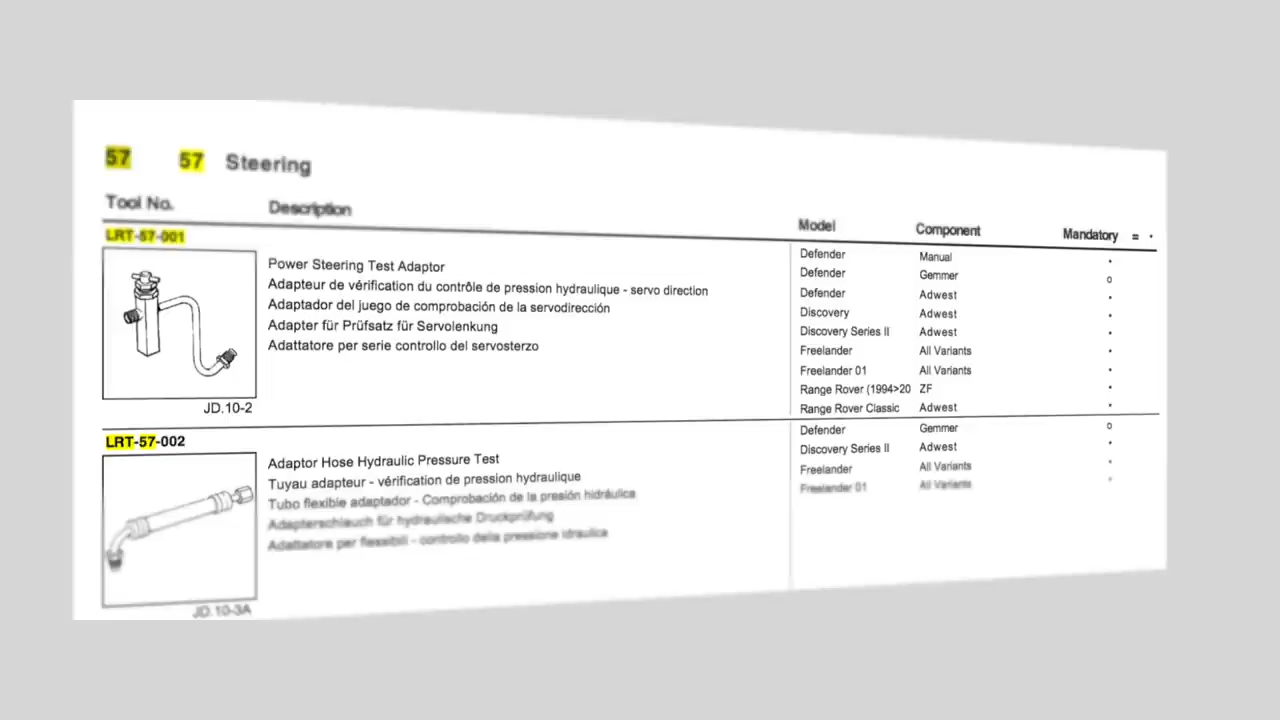 57 57 Steering
Tool No. Description Model Component Mandatory = •
LRT-57-001
Power Steering Test Adaptor
Adapteur de vérification du contrôle de pression hydraulique - servo direction
Adaptador del juego de comprobación de la servodirección
Adapter für Prüfsatz für Servolenkung
Adattatore per serie controllo del servosterzo
JD.10-2
Defender Manual •
Defender Gemmer o
Defender Adwest •
Discovery Adwest •
Discovery Series II Adwest •
Freelander All Variants •
Freelander 01 All Variants •
Range Rover (1994>20 ZF •
Range Rover Classic Adwest •
LRT-57-002
Adaptor Hose Hydraulic Pressure Test
Tuyau adapteur - vérification de pression hydraulique
Tubo flexible adaptador - Comprobación de la presión hidráulica
Adapterschlauch für hydraulische Druckprüfung
Adattatore per flessibili - controllo della pressione idraulica
JD.10-3A
Defender Gemmer o
Discovery Series II Adwest •
Freelander All Variants •
Freelander 01 All Variants •